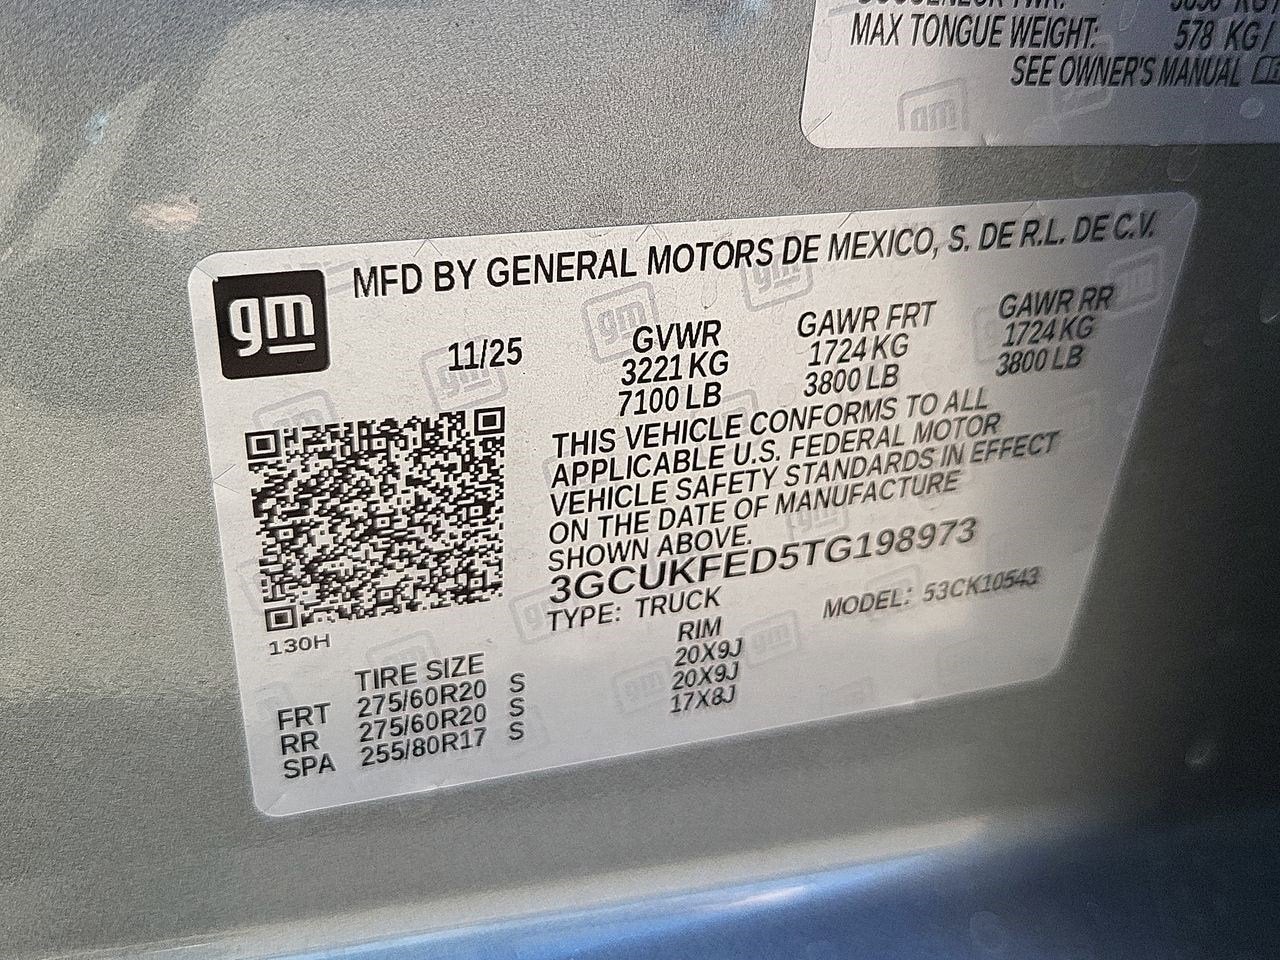 MAX TONGUE WEIGHT: 578 KG/
SEE OWNER'S MANUAL
gm
MFD BY GENERAL MOTORS DE MEXICO, S. DE R.L. DE C.V.
11/25
GVWR GAWR FRT GAWR RR
3221 KG 1724 KG 1724 KG
7100 LB 3800 LB 3800 LB
THIS VEHICLE CONFORMS TO ALL
APPLICABLE U.S. FEDERAL MOTOR
VEHICLE SAFETY STANDARDS IN EFFECT
ON THE DATE OF MANUFACTURE
SHOWN ABOVE.
3GCUKFED5TG198973
TYPE: TRUCK MODEL: 53CK10543
130H
TIRE SIZE RIM
FRT 275/60R20 S 20X9J
RR 275/60R20 S 20X9J
SPA 255/80R17 S 17X8J